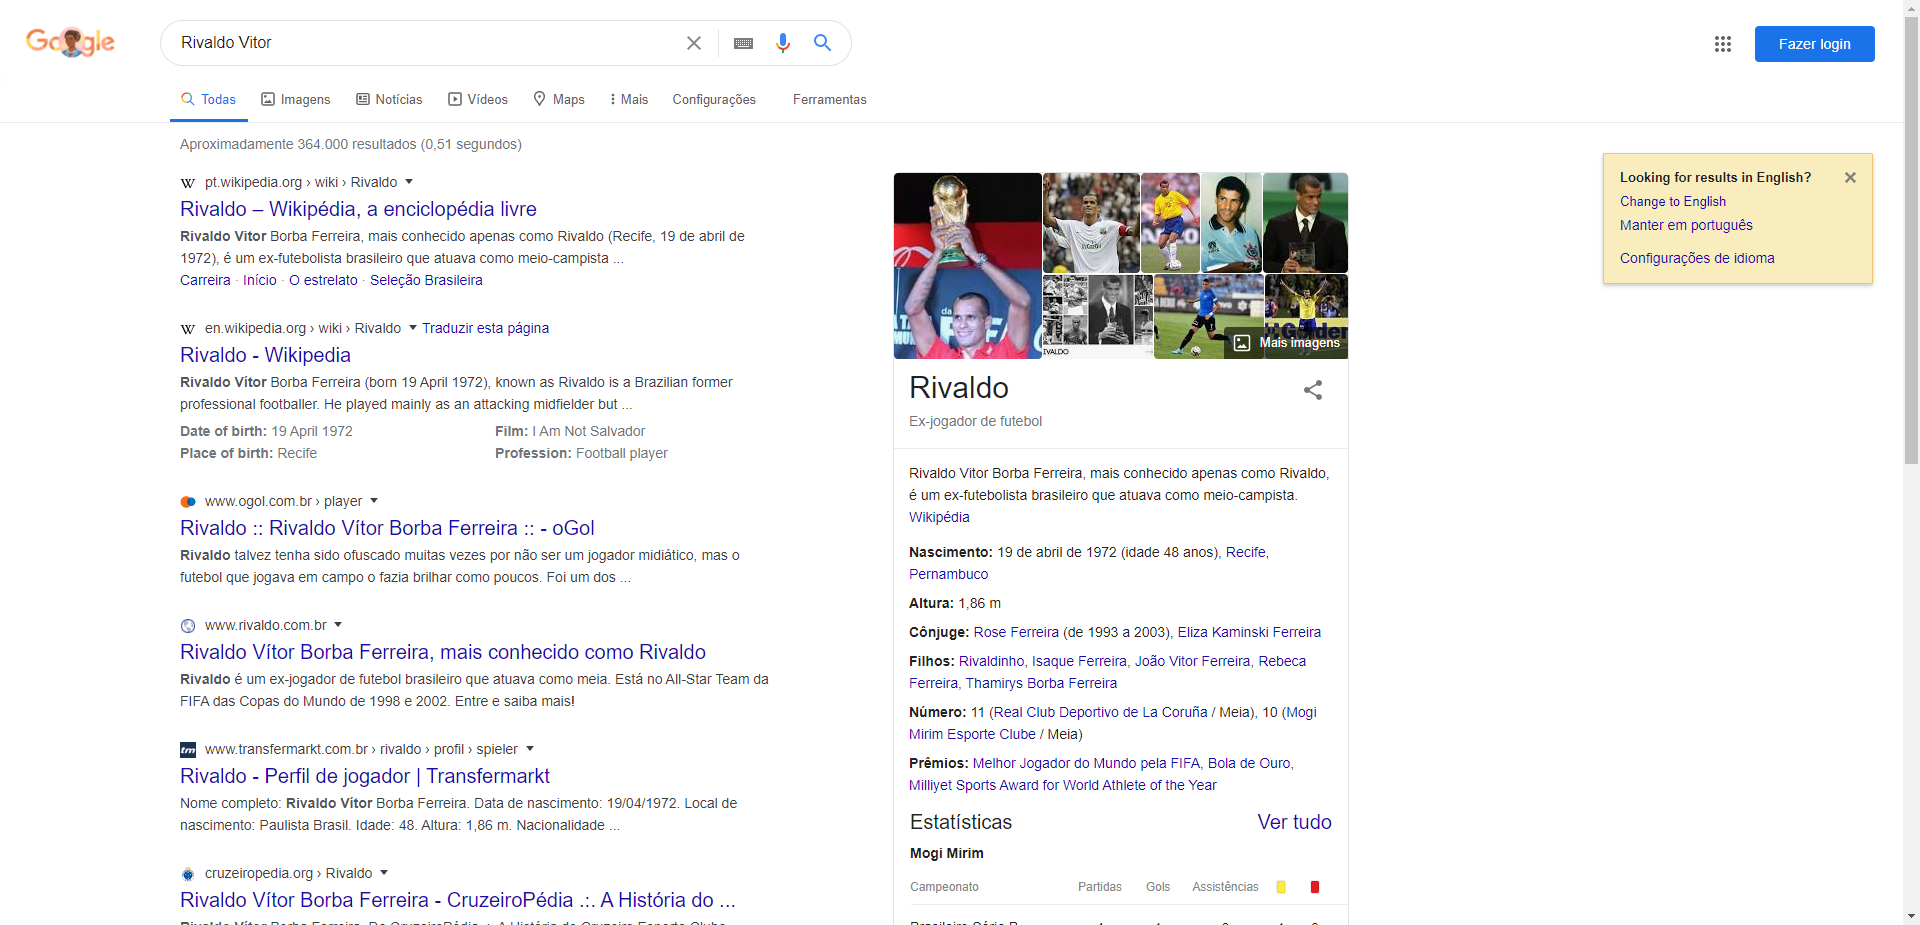 Google
Rivaldo Vitor
Fazer login
Todas
Imagens
Notícias
Vídeos
Maps
Mais
Configurações
Ferramentas
Aproximadamente 364.000 resultados (0,51 segundos)
pt.wikipedia.org › wiki › Rivaldo
Rivaldo – Wikipédia, a enciclopédia livre
Rivaldo Vitor Borba Ferreira, mais conhecido apenas como Rivaldo (Recife, 19 de abril de
1972), é um ex-futebolista brasileiro que atuava como meio-campista ...
Carreira · Início · O estrelato · Seleção Brasileira
en.wikipedia.org › wiki › Rivaldo Traduzir esta página
Rivaldo - Wikipedia
Rivaldo Vítor Borba Ferreira (born 19 April 1972), known as Rivaldo is a Brazilian former
professional footballer. He played mainly as an attacking midfielder but ...
Date of birth: 19 April 1972
Film: I Am Not Salvador
Place of birth: Recife
Profession: Football player
www.ogol.com.br › player
Rivaldo :: Rivaldo Vítor Borba Ferreira :: - oGol
Rivaldo talvez tenha sido ofuscado muitas vezes por não ser um jogador midiático, mas o
futebol que jogava em campo o fazia brilhar como poucos. Foi um dos ...
www.rivaldo.com.br
Rivaldo Vítor Borba Ferreira, mais conhecido como Rivaldo
Rivaldo é um ex-jogador de futebol brasileiro que atuava como meia. Está no All-Star Team da
FIFA das Copas do Mundo de 1998 e 2002. Entre e saiba mais!
tm
www.transfermarkt.com.br › rivaldo › profil › spieler
Rivaldo - Perfil de jogador | Transfermarkt
Nome completo: Rivaldo Vítor Borba Ferreira. Data de nascimento: 19/04/1972. Local de
nascimento: Paulista Brasil. Idade: 48. Altura: 1,86 m. Nacionalidade ...
cruzeiropedia.org › Rivaldo
Rivaldo Vítor Borba Ferreira - CruzeiroPédia .:. A História do ...
Mais imagens
Rivaldo
Ex-jogador de futebol
Rivaldo Vitor Borba Ferreira, mais conhecido apenas como Rivaldo,
é um ex-futebolista brasileiro que atuava como meio-campista.
Wikipédia
Nascimento: 19 de abril de 1972 (idade 48 anos), Recife,
Pernambuco
Altura: 1,86 m
Cônjuge: Rose Ferreira (de 1993 a 2003), Eliza Kaminski Ferreira
Filhos: Rivaldinho, Isaque Ferreira, João Vitor Ferreira, Rebeca
Ferreira, Thamirys Borba Ferreira
Número: 11 (Real Club Deportivo de La Coruña / Meia), 10 (Mogi
Mirim Esporte Clube / Meia)
Prêmios: Melhor Jogador do Mundo pela FIFA, Bola de Ouro,
Milliyet Sports Award for World Athlete of the Year
Estatísticas
Ver tudo
Mogi Mirim
Campeonato
Partidas
Gols
Assistências
Looking for results in English?
Change to English
Manter em português
Configurações de idioma